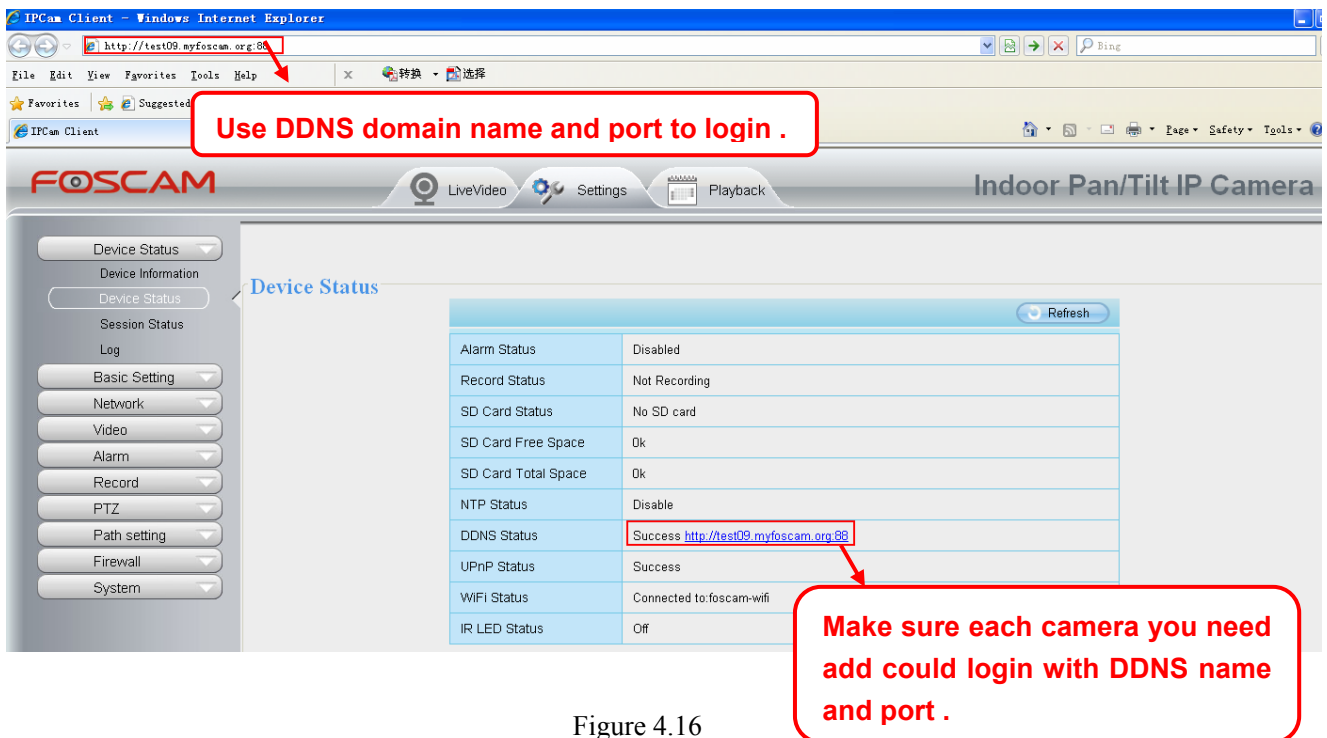 IPCam Client - Windows Internet Explorer
http://test09.myfoscam.org:88
Bing
File Edit View Favorites Tools Help
x 转换 选择
Favorites Suggested
Use DDNS domain name and port to login .
IPCam Client
Page Safety Tools
FOSCAM
LiveVideo Settings Playback
Indoor Pan/Tilt IP Camera
Device Status
Device Information
Device Status
Session Status
Log
Basic Setting
Network
Video
Alarm
Record
PTZ
Path setting
Firewall
System
Device Status
Refresh
Alarm Status Disabled
Record Status Not Recording
SD Card Status No SD card
SD Card Free Space 0k
SD Card Total Space 0k
NTP Status Disable
DDNS Status Success http://test09.myfoscam.org:88
UPnP Status Success
WiFi Status Connected to:foscam-wifi
IR LED Status Off
Make sure each camera you need
add could login with DDNS name
and port .
Figure 4.16